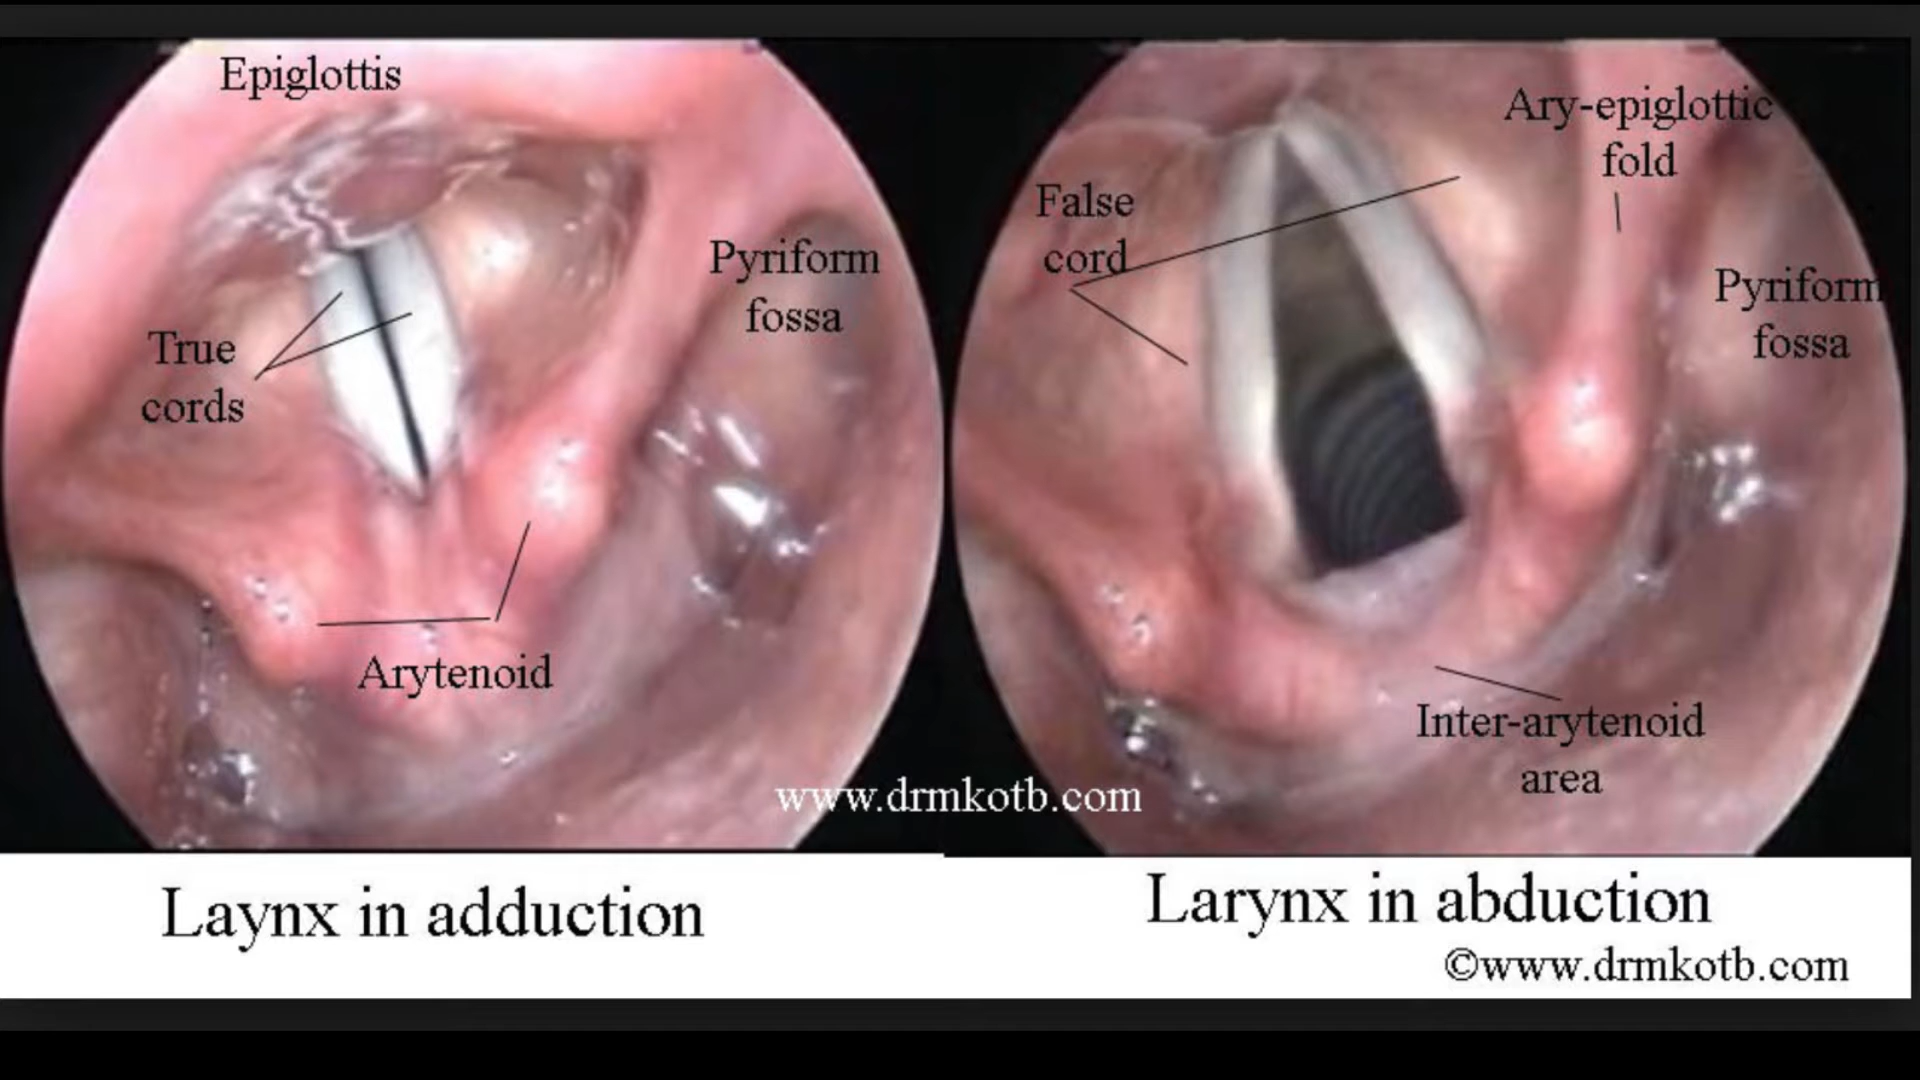 Epiglottis
True
cords
Pyriform
fossa
Arytenoid
Laynx in adduction
False
cord
Ary-epiglottic
fold
Pyriform
fossa
Inter-arytenoid
area
www.drmkotb.com
Larynx in abduction
©www.drmkotb.com